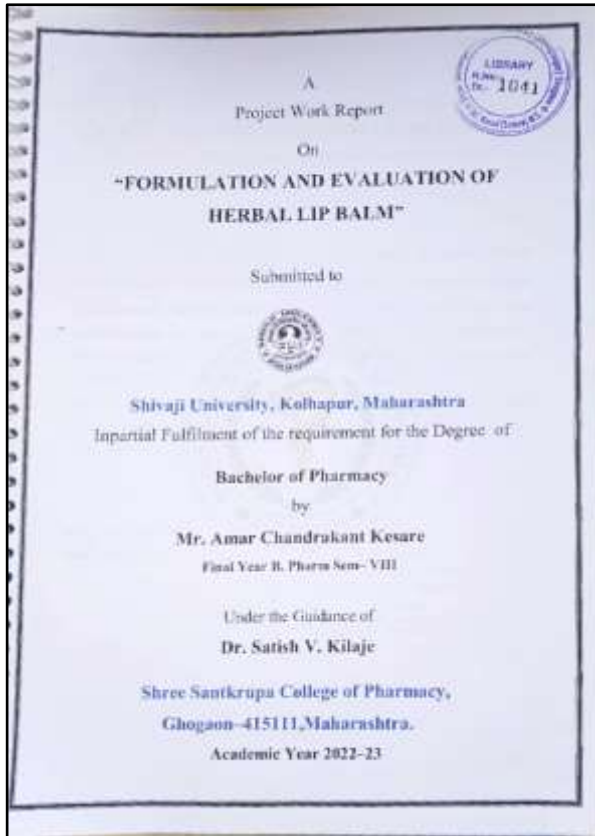 LIBRARY
1041
A
Project Work Report
On
"FORMULATION AND EVALUATION OF
HERBAL LIP BALM"
Submitted to
Shivaji University, Kolhapur, Maharashtra
Inpartial Fulfilment of the requirement for the Degree of
Bachelor of Pharmacy
by
Mr. Amar Chandrakant Kesare
Final Year B. Pharm Sem– VIII
Under the Guidance of
Dr. Satish V. Kilaje
Shree Santkrupa College of Pharmacy,
Ghogaon–415111,Maharashtra.
Academic Year 2022–23